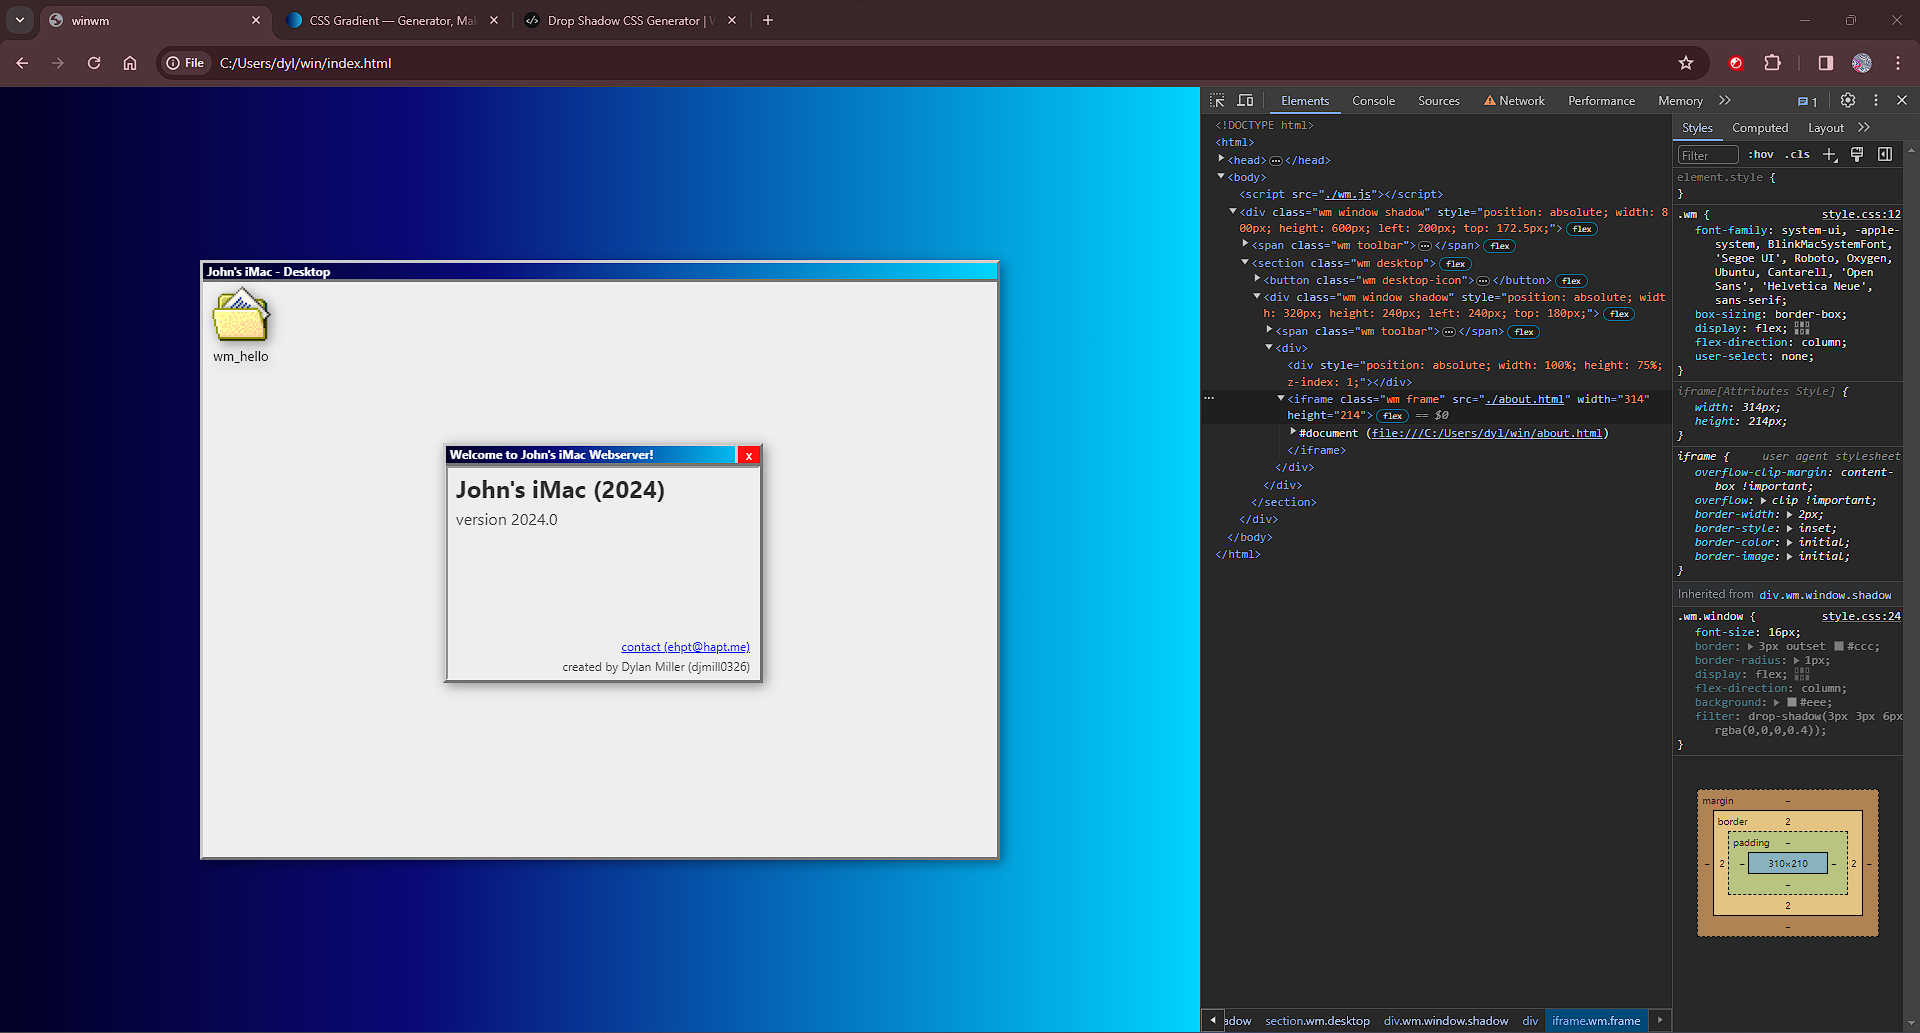 winwm
CSS Gradient — Generator, Mak
Drop Shadow CSS Generator | W
File
C:/Users/dyl/win/index.html
John's iMac - Desktop
wm_hello
Welcome to John's iMac Webserver!
x
John's iMac (2024)
version 2024.0
contact (ehpt@hapt.me)
created by Dylan Miller (djmill0326)
Elements Console Sources Network Performance Memory 1
<!DOCTYPE html>
<html>
<head>…</head>
<body>
<script src="./wm.js"></script>
<div class="wm window shadow" style="position: absolute; width: 8
00px; height: 600px; left: 200px; top: 172.5px;"> flex
<span class="wm toolbar">…</span> flex
<section class="wm desktop"> flex
<button class="wm desktop-icon">…</button> flex
<div class="wm window shadow" style="position: absolute; widt
h: 320px; height: 240px; left: 240px; top: 180px;"> flex
<span class="wm toolbar">…</span> flex
<div>
<div style="position: absolute; width: 100%; height: 75%;
z-index: 1;"></div>
… <iframe class="wm frame" src="./about.html" width="314"
height="214"> flex == $0
#document (file:///C:/Users/dyl/win/about.html)
</iframe>
</div>
</div>
</section>
</div>
</body>
</html>
adow section.wm.desktop div.wm.window.shadow div iframe.wm.frame
Styles Computed Layout
Filter :hov .cls
element.style {
}
.wm { style.css:12
font-family: system-ui, -apple-
system, BlinkMacSystemFont,
'Segoe UI', Roboto, Oxygen,
Ubuntu, Cantarell, 'Open
Sans', 'Helvetica Neue',
sans-serif;
box-sizing: border-box;
display: flex;
flex-direction: column;
user-select: none;
}
iframe[Attributes Style] {
width: 314px;
height: 214px;
}
iframe { user agent stylesheet
overflow-clip-margin: content-
box !important;
overflow: clip !important;
border-width: 2px;
border-style: inset;
border-color: initial;
border-image: initial;
}
Inherited from div.wm.window.shadow
.wm.window { style.css:24
font-size: 16px;
border: 3px outset #ccc;
border-radius: 1px;
display: flex;
flex-direction: column;
background: #eee;
filter: drop-shadow(3px 3px 6px
rgba(0,0,0,0.4));
}
margin –
border 2
padding –
– 2 – 310×210 – 2 –
–
2
–